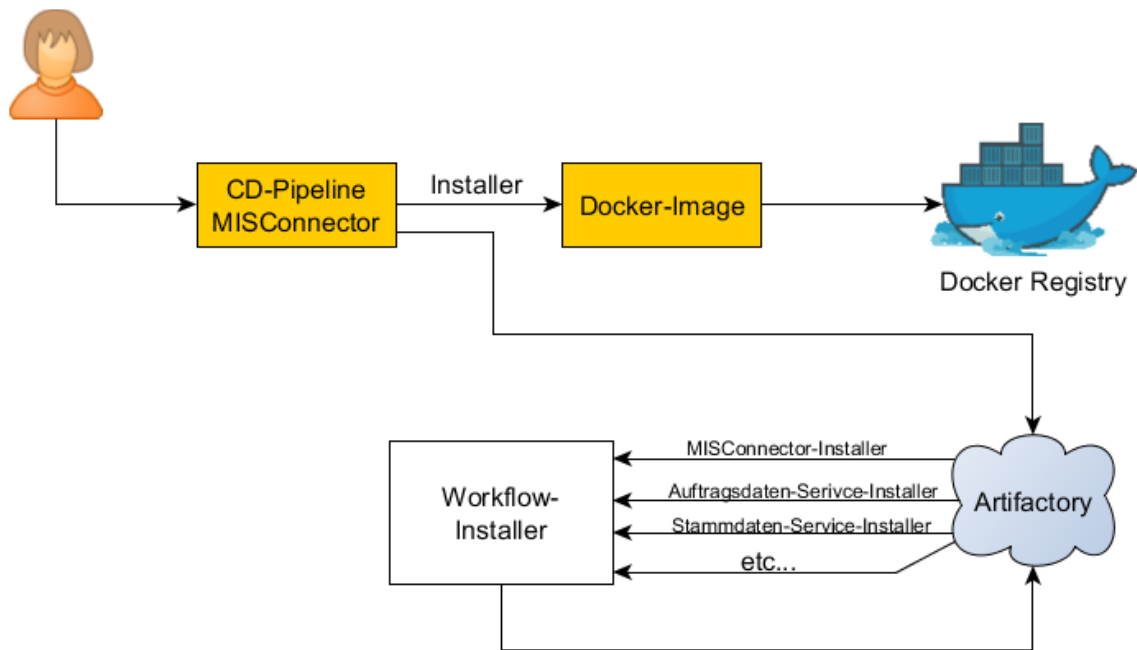 CD-Pipeline
MISConnector
Installer
Docker-Image
Docker Registry
MISConnector-Installer
Auftragsdaten-Serivce-Installer
Stammdaten-Service-Installer
etc...
Workflow-
Installer
Artifactory